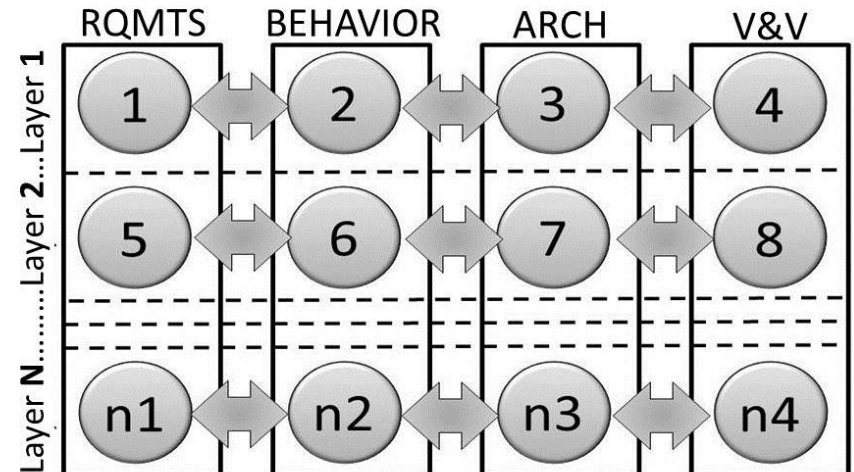 RQMTS BEHAVIOR ARCH V&V
1 2 3 4
5 6 7 8
n1 n2 n3 n4
Layer N.........Layer 2...Layer 1